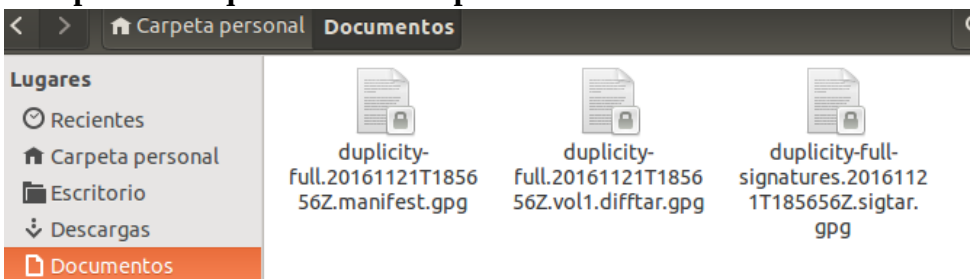 < > Carpeta personal Documentos
Lugares
Recientes
Carpeta personal
Escritorio
Descargas
Documentos
duplicity-
full.20161121T1856
56Z.manifest.gpg
duplicity-
full.20161121T1856
56Z.vol1.difftar.gpg
duplicity-full-
signatures.2016112
1T185656Z.sigtar.
gpg